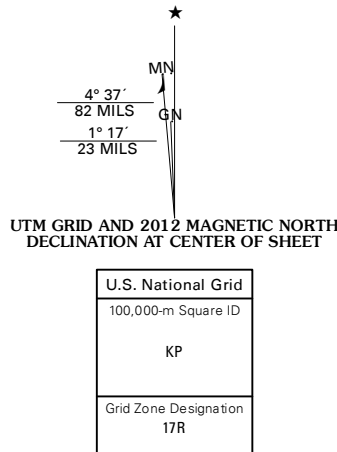 ★
MN
4° 37´
82 MILS
GN
1° 17´
23 MILS
UTM GRID AND 2012 MAGNETIC NORTH
DECLINATION AT CENTER OF SHEET
U.S. National Grid
100,000-m Square ID
KP
Grid Zone Designation
17R